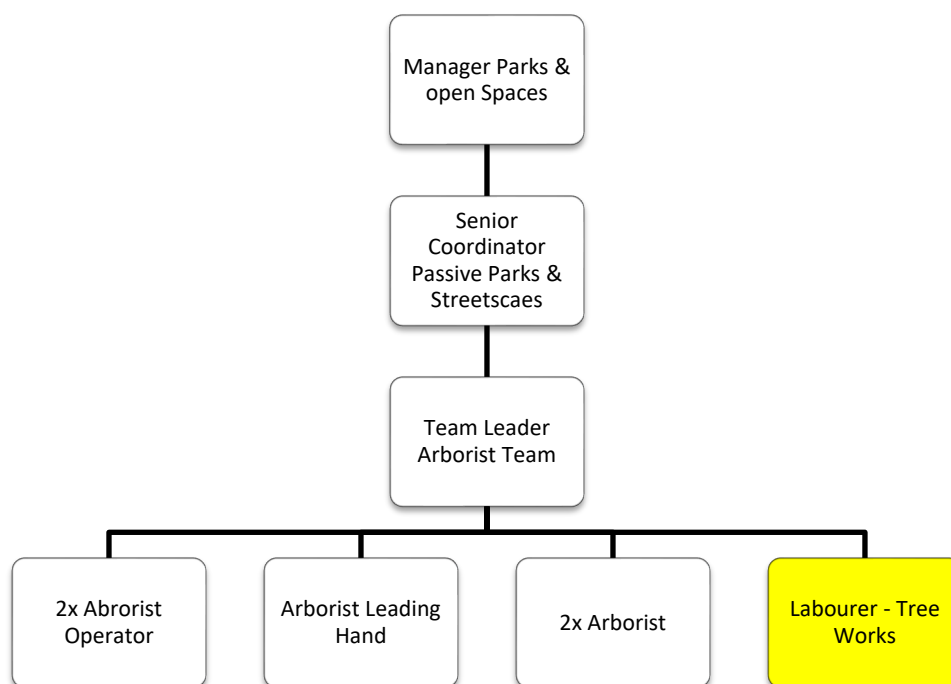 Manager Parks &
open Spaces
Senior
Coordinator
Passive Parks &
Streetscaes
Team Leader
Arborist Team
2x Abrorist
Operator
Arborist Leading
Hand
2x Arborist
Labourer - Tree
Works